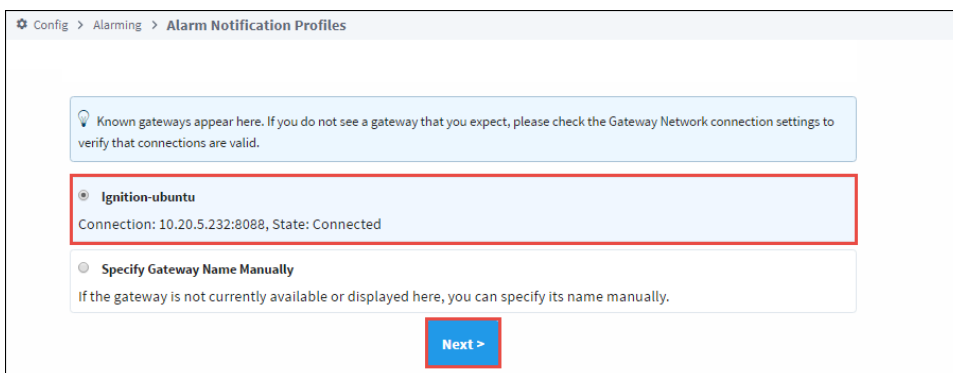 Config > Alarming > Alarm Notification Profiles
Known gateways appear here. If you do not see a gateway that you expect, please check the Gateway Network connection settings to
verify that connections are valid.
Ignition-ubuntu
Connection: 10.20.5.232:8088, State: Connected
Specify Gateway Name Manually
If the gateway is not currently available or displayed here, you can specify its name manually.
Next >